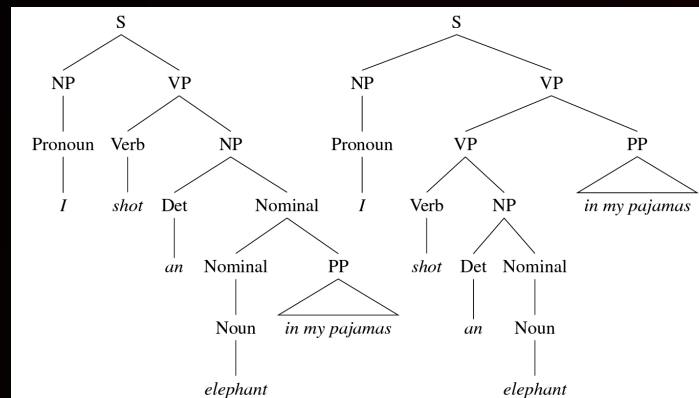 S S
NP VP NP VP
Pronoun Verb NP Pronoun VP PP
I shot Det Nominal I Verb NP in my pajamas
an Nominal PP shot Det Nominal
Noun in my pajamas an Noun
elephant elephant